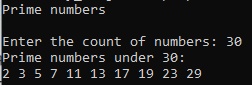 Prime numbers
Enter the count of numbers: 30
Prime numbers under 30:
2 3 5 7 11 13 17 19 23 29